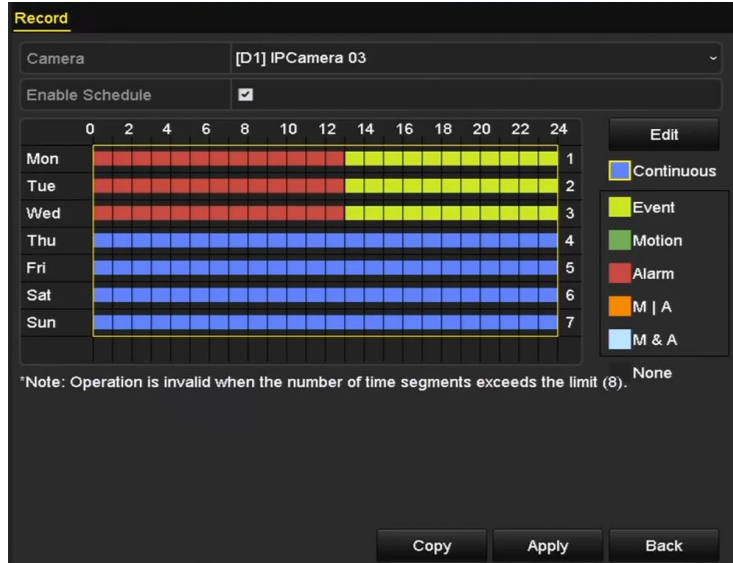 Record
Camera [D1] IPCamera 03
Enable Schedule
0 2 4 6 8 10 12 14 16 18 20 22 24
Edit
Mon 1
Continuous
Tue 2
Wed 3
Event
Thu 4
Motion
Fri 5
Alarm
Sat 6
M | A
Sun 7
M & A
None
*Note: Operation is invalid when the number of time segments exceeds the limit (8).
Copy Apply Back